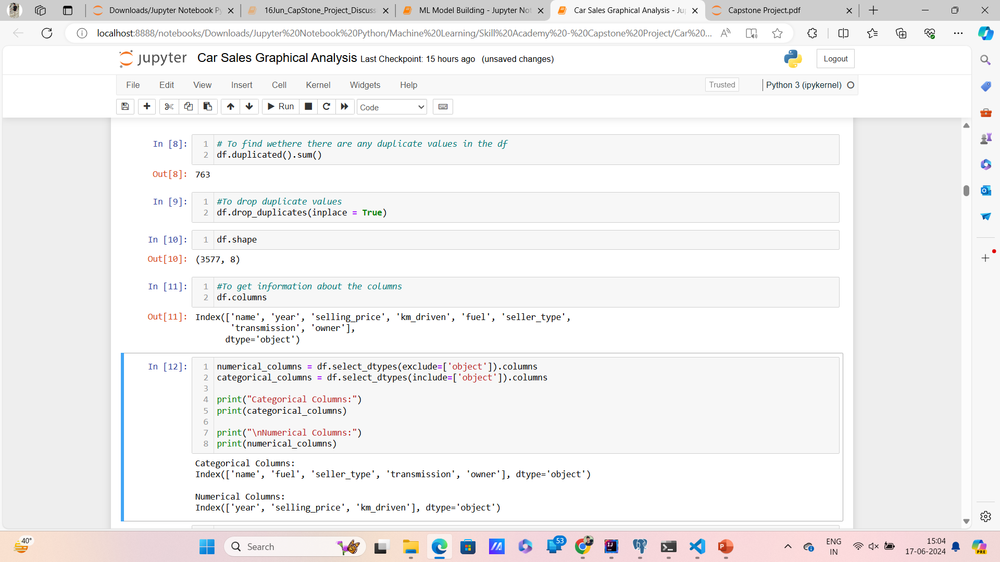 Downloads/Jupyter Notebook Py
16Jun_CapStone_Project_Discuss
ML Model Building - Jupyter Not
Car Sales Graphical Analysis - Jup
Capstone Project.pdf
localhost:8888/notebooks/Downloads/Jupyter%20Notebook%20Python/Machine%20Learning/Skill%20Academy%20-%20Capstone%20Project/Car%20...
jupyter Car Sales Graphical Analysis Last Checkpoint: 15 hours ago (unsaved changes)
Logout
File Edit View Insert Cell Kernel Widgets Help
Trusted
Python 3 (ipykernel)
Run
Code
In [8]:
1 # To find wethere there are any duplicate values in the df
2 df.duplicated().sum()
Out[8]: 763
In [9]:
1 #To drop duplicate values
2 df.drop_duplicates(inplace = True)
In [10]:
1 df.shape
Out[10]: (3577, 8)
In [11]:
1 #To get information about the columns
2 df.columns
Out[11]: Index(['name', 'year', 'selling_price', 'km_driven', 'fuel', 'seller_type',
'transmission', 'owner'],
dtype='object')
In [12]:
1 numerical_columns = df.select_dtypes(exclude=['object']).columns
2 categorical_columns = df.select_dtypes(include=['object']).columns
3
4 print("Categorical Columns:")
5 print(categorical_columns)
6
7 print("\nNumerical Columns:")
8 print(numerical_columns)
Categorical Columns:
Index(['name', 'fuel', 'seller_type', 'transmission', 'owner'], dtype='object')
Numerical Columns:
Index(['year', 'selling_price', 'km_driven'], dtype='object')
40°
Search
53
IJ
P
ENG
IN
15:04
17-06-2024
PRE